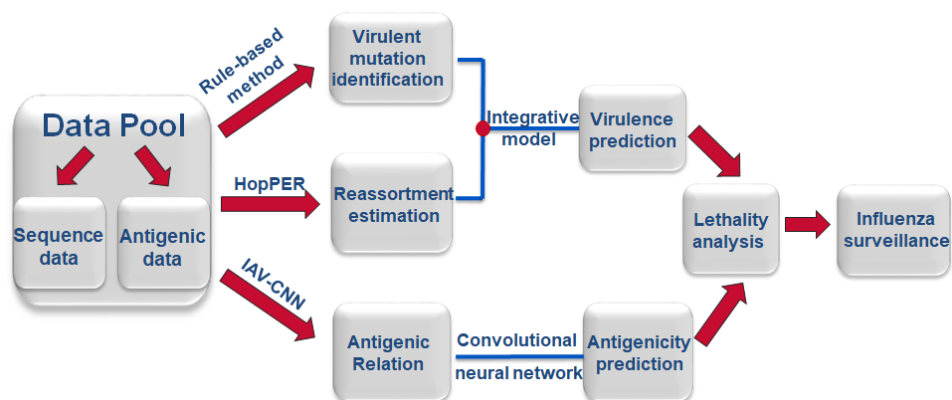 Data Pool
Sequence
data
Antigenic
data
Rule-based
method
HopPER
IAV-CNN
Virulent
mutation
identification
Reassortment
estimation
Antigenic
Relation
Integrative
model
Convolutional
neural network
Virulence
prediction
Antigenicity
prediction
Lethality
analysis
Influenza
surveillance